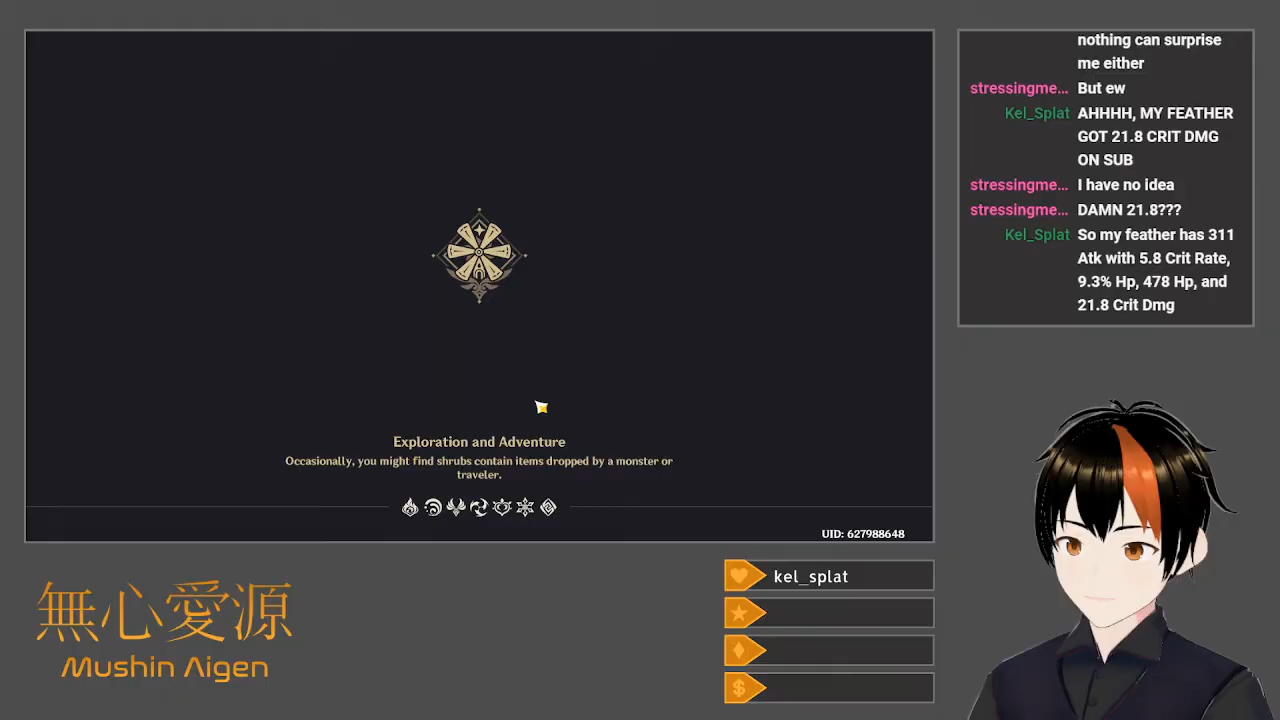 nothing can surprise
me either
stressingme... But ew
Kel_Splat AHHHH, MY FEATHER
GOT 21.8 CRIT DMG
ON SUB
stressingme... I have no idea
stressingme... DAMN 21.8???
Kel_Splat So my feather has 311
Atk with 5.8 Crit Rate,
9.3% Hp, 478 Hp, and
21.8 Crit Dmg
Exploration and Adventure
Occasionally, you might find shrubs contain items dropped by a monster or
traveler.
UID: 627988648
kel_splat
無心愛源
Mushin Aigen